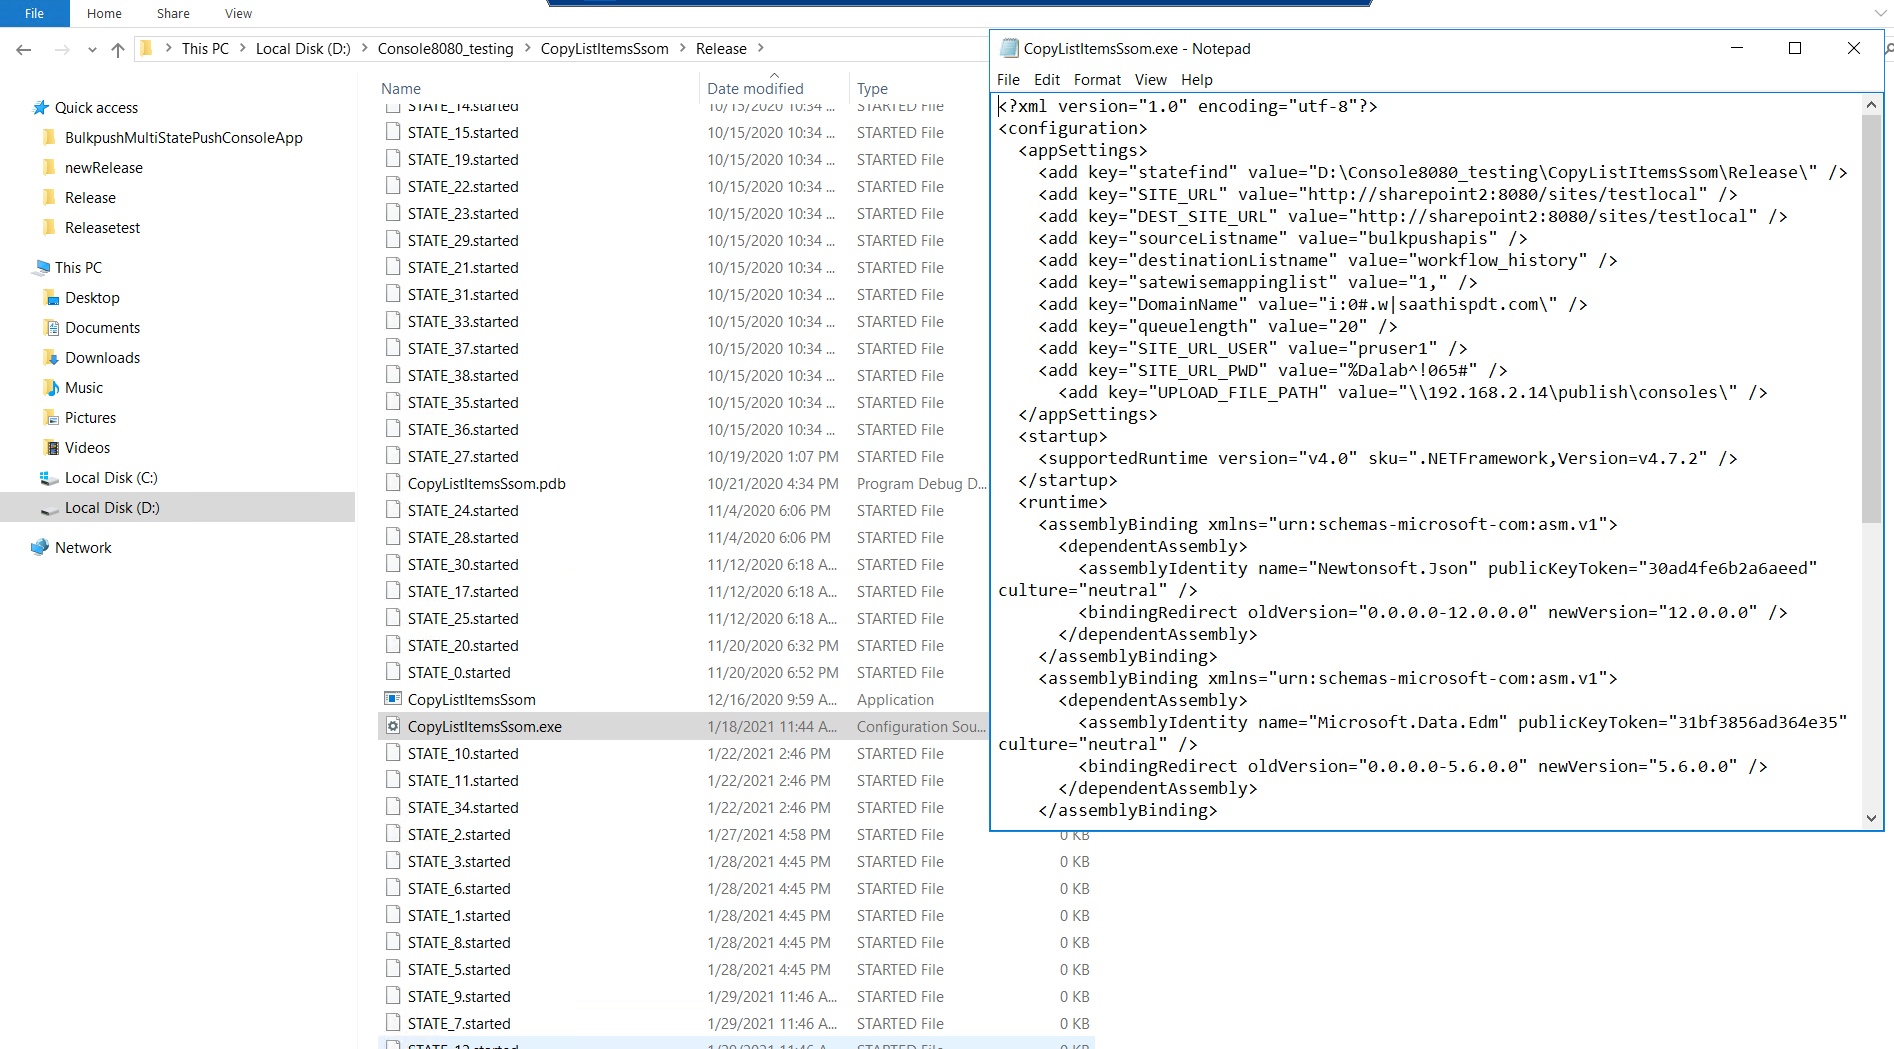 File Home Share View
This PC > Local Disk (D:) > Console8080_testing > CopyListItemsSsom > Release >
Quick access
BulkpushMultiStatePushConsoleApp
newRelease
Release
Releasetest
This PC
Desktop
Documents
Downloads
Music
Pictures
Videos
Local Disk (C:)
Local Disk (D:)
Network
Name Date modified Type
STATE_14.started 10/15/2020 10:34 ... STARTED File
STATE_15.started 10/15/2020 10:34 ... STARTED File
STATE_19.started 10/15/2020 10:34 ... STARTED File
STATE_22.started 10/15/2020 10:34 ... STARTED File
STATE_23.started 10/15/2020 10:34 ... STARTED File
STATE_29.started 10/15/2020 10:34 ... STARTED File
STATE_21.started 10/15/2020 10:34 ... STARTED File
STATE_31.started 10/15/2020 10:34 ... STARTED File
STATE_33.started 10/15/2020 10:34 ... STARTED File
STATE_37.started 10/15/2020 10:34 ... STARTED File
STATE_38.started 10/15/2020 10:34 ... STARTED File
STATE_35.started 10/15/2020 10:34 ... STARTED File
STATE_36.started 10/15/2020 10:34 ... STARTED File
STATE_27.started 10/19/2020 1:07 PM STARTED File
CopyListItemsSsom.pdb 10/21/2020 4:34 PM Program Debug D...
STATE_24.started 11/4/2020 6:06 PM STARTED File
STATE_28.started 11/4/2020 6:06 PM STARTED File
STATE_30.started 11/12/2020 6:18 A... STARTED File
STATE_17.started 11/12/2020 6:18 A... STARTED File
STATE_25.started 11/12/2020 6:18 A... STARTED File
STATE_20.started 11/20/2020 6:32 PM STARTED File
STATE_0.started 11/20/2020 6:52 PM STARTED File
CopyListItemsSsom 12/16/2020 9:59 A... Application
CopyListItemsSsom.exe 1/18/2021 11:44 A... Configuration Sou...
STATE_10.started 1/22/2021 2:46 PM STARTED File
STATE_11.started 1/22/2021 2:46 PM STARTED File
STATE_34.started 1/22/2021 2:46 PM STARTED File
STATE_2.started 1/27/2021 4:58 PM STARTED File 0 KB
STATE_3.started 1/28/2021 4:45 PM STARTED File 0 KB
STATE_6.started 1/28/2021 4:45 PM STARTED File 0 KB
STATE_1.started 1/28/2021 4:45 PM STARTED File 0 KB
STATE_8.started 1/28/2021 4:45 PM STARTED File 0 KB
STATE_5.started 1/28/2021 4:45 PM STARTED File 0 KB
STATE_9.started 1/29/2021 11:46 A... STARTED File 0 KB
STATE_7.started 1/29/2021 11:46 A... STARTED File 0 KB
CopyListItemsSsom.exe - Notepad
File Edit Format View Help
<?xml version="1.0" encoding="utf-8"?>
<configuration>
<appSettings>
<add key="statefind" value="D:\Console8080_testing\CopyListItemsSsom\Release\" />
<add key="SITE_URL" value="http://sharepoint2:8080/sites/testlocal" />
<add key="DEST_SITE_URL" value="http://sharepoint2:8080/sites/testlocal" />
<add key="sourceListname" value="bulkpushapis" />
<add key="destinationListname" value="workflow_history" />
<add key="satewisemappinglist" value="1," />
<add key="DomainName" value="i:0#.w|saathispdt.com\" />
<add key="queuelength" value="20" />
<add key="SITE_URL_USER" value="pruser1" />
<add key="SITE_URL_PWD" value="%Dalab^!065#" />
<add key="UPLOAD_FILE_PATH" value="\\192.168.2.14\publish\consoles\" />
</appSettings>
<startup>
<supportedRuntime version="v4.0" sku=".NETFramework,Version=v4.7.2" />
</startup>
<runtime>
<assemblyBinding xmlns="urn:schemas-microsoft-com:asm.v1">
<dependentAssembly>
<assemblyIdentity name="Newtonsoft.Json" publicKeyToken="30ad4fe6b2a6aeed"
culture="neutral" />
<bindingRedirect oldVersion="0.0.0.0-12.0.0.0" newVersion="12.0.0.0" />
</dependentAssembly>
</assemblyBinding>
<assemblyBinding xmlns="urn:schemas-microsoft-com:asm.v1">
<dependentAssembly>
<assemblyIdentity name="Microsoft.Data.Edm" publicKeyToken="31bf3856ad364e35"
culture="neutral" />
<bindingRedirect oldVersion="0.0.0.0-5.6.0.0" newVersion="5.6.0.0" />
</dependentAssembly>
</assemblyBinding>